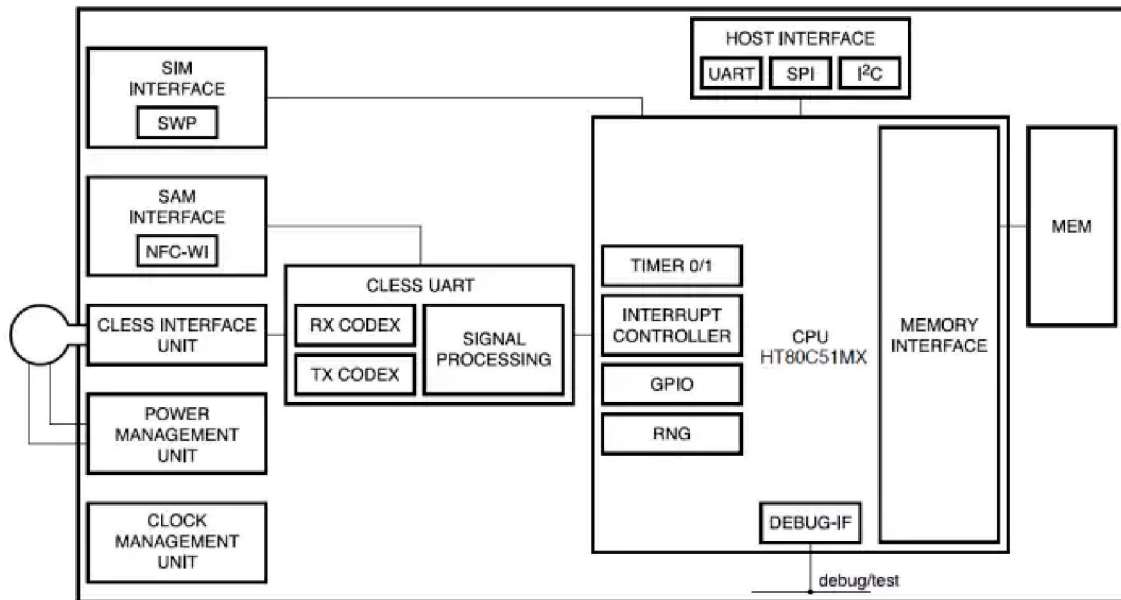 SIM
INTERFACE
SWP
HOST INTERFACE
UART SPI I²C
SAM
INTERFACE
NFC-WI
CLESS INTERFACE
UNIT
POWER
MANAGEMENT
UNIT
CLOCK
MANAGEMENT
UNIT
CLESS UART
RX CODEX
TX CODEX
SIGNAL
PROCESSING
TIMER 0/1
INTERRUPT
CONTROLLER
GPIO
RNG
CPU
HT80C51MX
DEBUG-IF
debug/test
MEMORY
INTERFACE
MEM